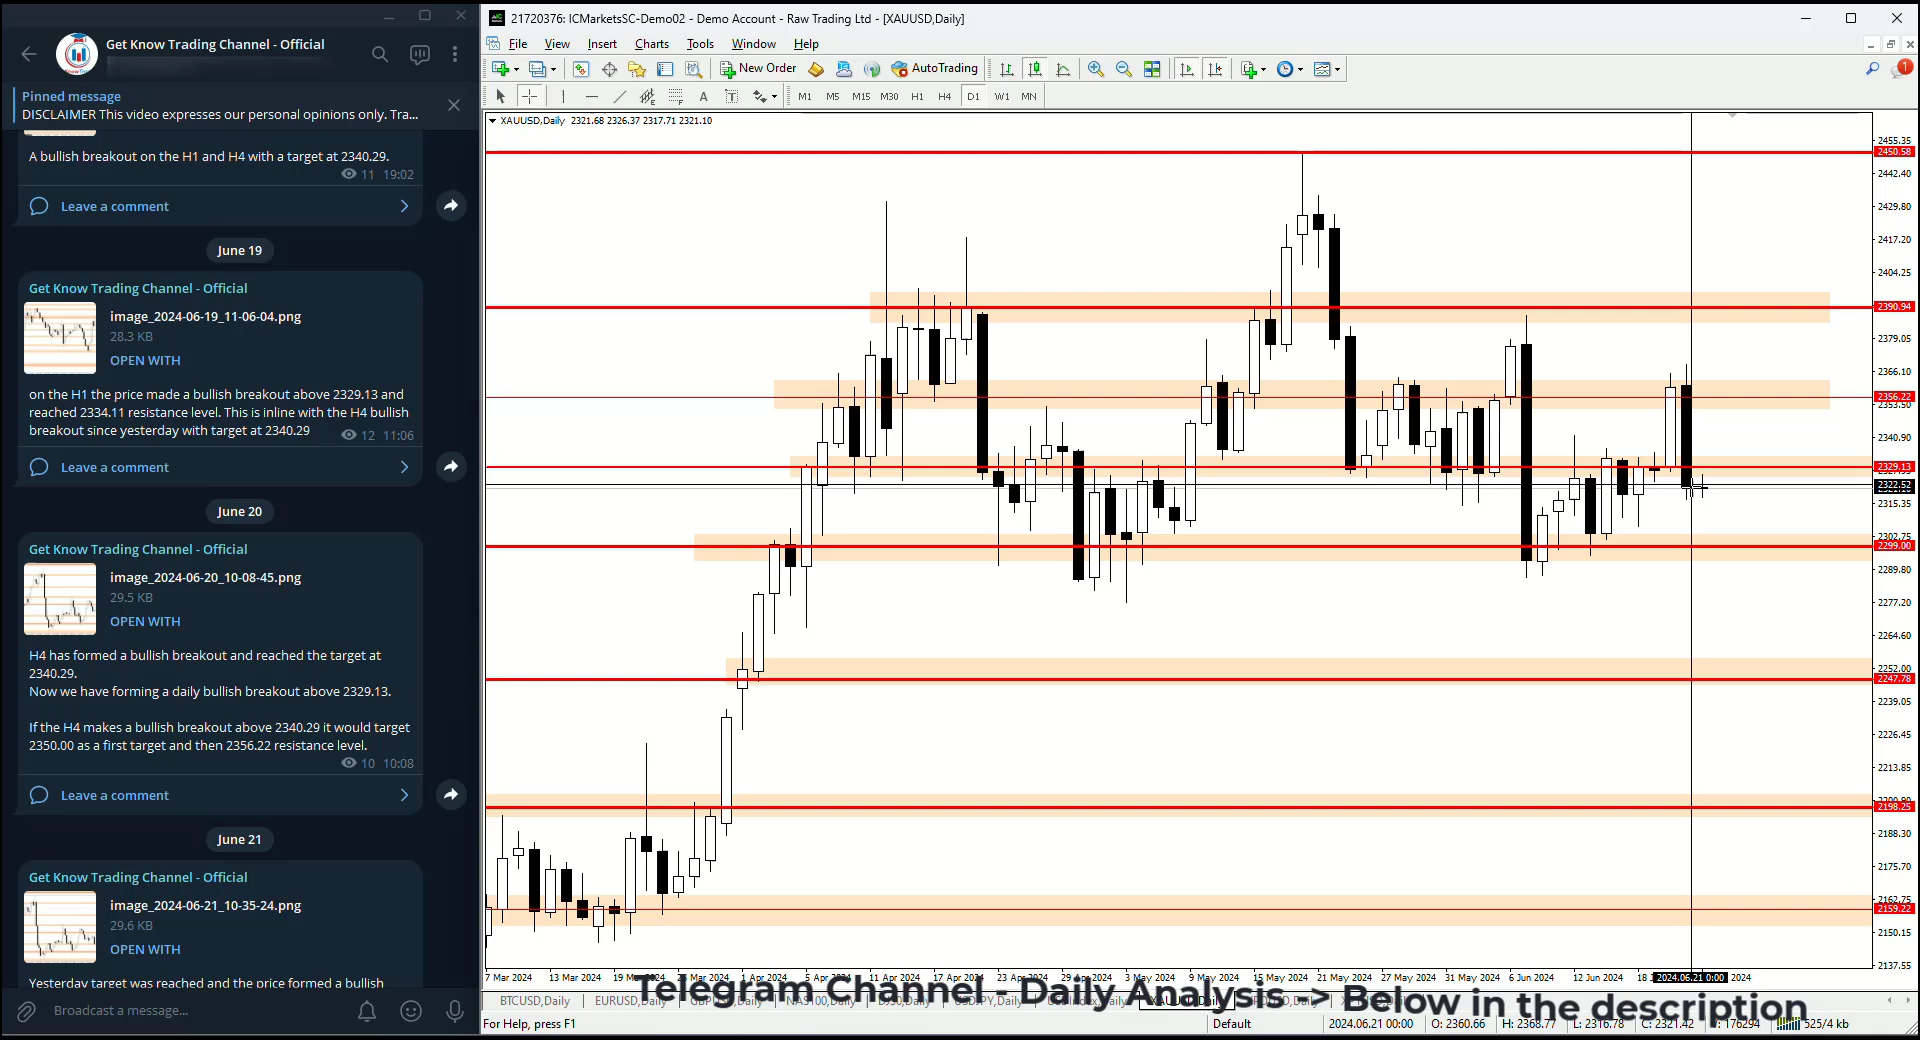 Get Know Trading Channel - Official
Pinned message
DISCLAIMER This video expresses our personal opinions only. Tra...
A bullish breakout on the H1 and H4 with a target at 2340.29.
11 19:02
Leave a comment
June 19
Get Know Trading Channel - Official
image_2024-06-19_11-06-04.png
28.3 KB
OPEN WITH
on the H1 the price made a bullish breakout above 2329.13 and
reached 2334.11 resistance level. This is inline with the H4 bullish
breakout since yesterday with target at 2340.29
12 11:06
Leave a comment
June 20
Get Know Trading Channel - Official
image_2024-06-20_10-08-45.png
29.5 KB
OPEN WITH
H4 has formed a bullish breakout and reached the target at
2340.29.
Now we have forming a daily bullish breakout above 2329.13.
If the H4 makes a bullish breakout above 2340.29 it would target
2350.00 as a first target and then 2356.22 resistance level.
10 10:08
Leave a comment
June 21
Get Know Trading Channel - Official
image_2024-06-21_10-35-24.png
29.6 KB
OPEN WITH
Yesterday target was reached and the price formed a bullish
Broadcast a message...
21720376: ICMarketsSC-Demo02 - Demo Account - Raw Trading Ltd - [XAUUSD,Daily]
File View Insert Charts Tools Window Help
New Order AutoTrading
1
A T M1 M5 M15 M30 H1 H4 D1 W1 MN
XAUUSD,Daily 2321.68 2326.37 2317.71 2321.10
2455.35
2450.58
2442.40
2429.80
2417.20
2404.25
2390.94
2379.05
2366.10
2356.22
2353.50
2340.90
2329.13
2322.52
2315.35
2302.75
2299.00
2289.80
2277.20
2264.60
2252.00
2247.78
2239.05
2226.45
2213.85
2198.25
2188.30
2175.70
2162.75
2159.22
2150.15
2137.55
7 Mar 2024 13 Mar 2024 19 Mar 2024 Mar 2024 1 Apr 2024 5 Apr 2024 11 Apr 2024 17 Apr 2024 23 Apr 2024 29 Apr 2024 3 May 2024 9 May 2024 15 May 2024 21 May 2024 27 May 2024 31 May 2024 6 Jun 2024 12 Jun 2024 18 2024.06.21 0:00 2024
Telegram Channel - Daily Analysis -> Below in the description
BTCUSD,Daily EURUSD,Daily
For Help, press F1
Default
2024.06.21 00:00 O: 2360.66 H: 2368.77 L: 2316.78 C: 2321.42 V: 176294 525/4 kb